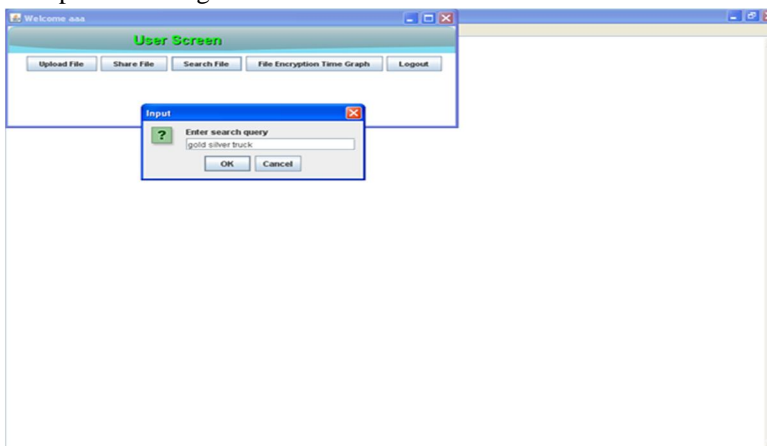 Welcome aaa
User Screen
Upload File Share File Search File File Encryption Time Graph Logout
Input
?
Enter search query
gold silver truck
OK Cancel